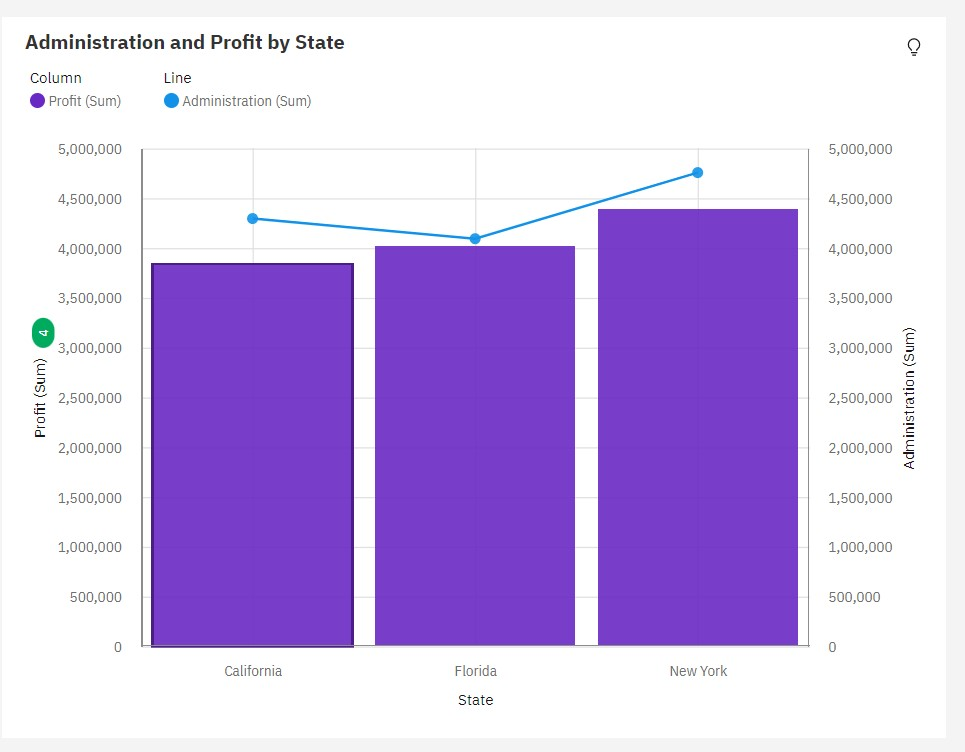 Administration and Profit by State
Column
Line
Profit (Sum)
Administration (Sum)
5,000,000
4,500,000
4,000,000
3,500,000
3,000,000
2,500,000
2,000,000
1,500,000
1,000,000
500,000
0
Profit (Sum)
4
5,000,000
4,500,000
4,000,000
3,500,000
3,000,000
2,500,000
2,000,000
1,500,000
1,000,000
500,000
0
Administration (Sum)
California
Florida
New York
State